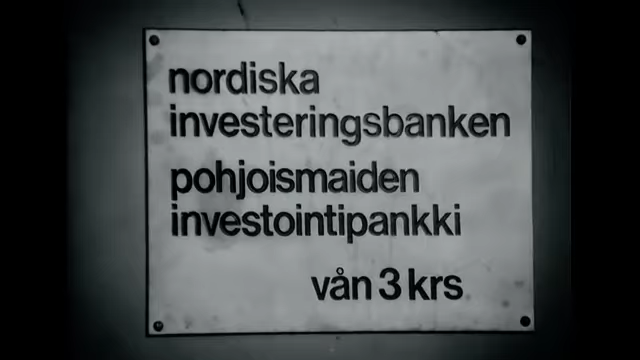 nordiska
investeringsbanken
pohjoismaiden
investointipankki
vån 3 krs